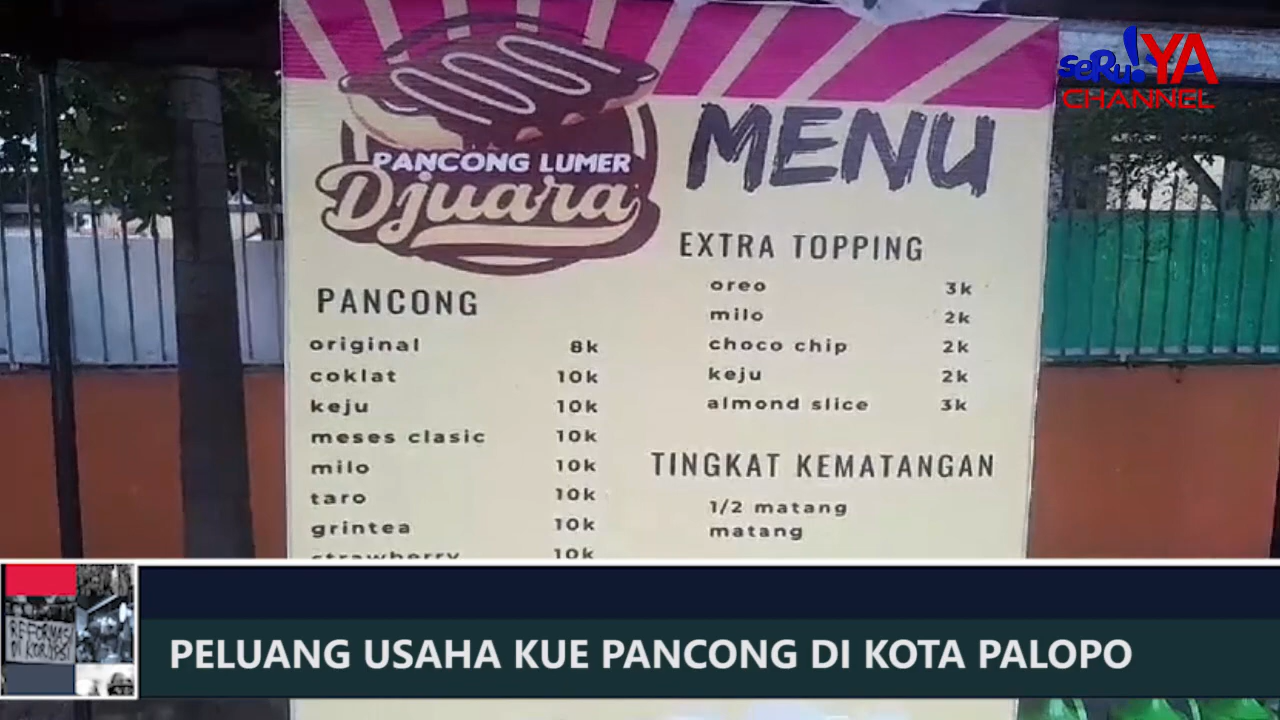 seRu!YA
CHANNEL
PANCONG LUMER
Djuara
MENU
PANCONG
original 8k
coklat 10k
keju 10k
meses clasic 10k
milo 10k
taro 10k
grintea 10k
strawberry 10k
EXTRA TOPPING
oreo 3k
milo 2k
choco chip 2k
keju 2k
almond slice 3k
TINGKAT KEMATANGAN
1/2 matang
matang
REFORMASI
DI KORUPSI
PELUANG USAHA KUE PANCONG DI KOTA PALOPO